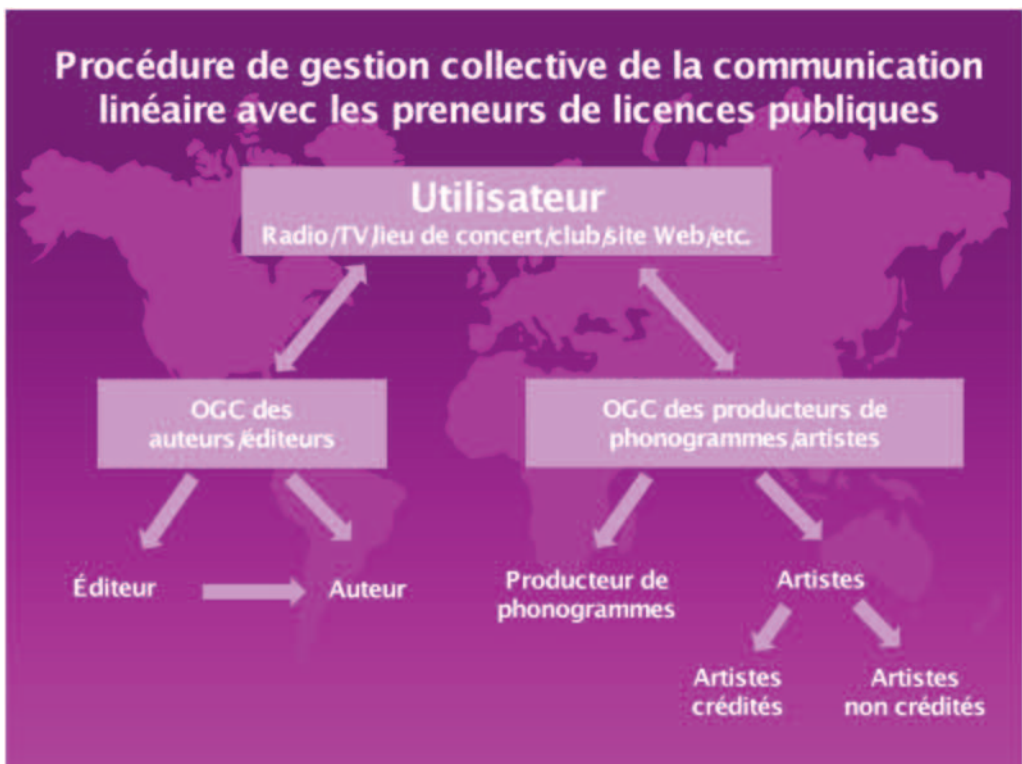 Procédure de gestion collective de la communication
linéaire avec les preneurs de licences publiques
Utilisateur
Radio/TV/lieu de concert/club/site Web/etc.
OGC des
auteurs/éditeurs
OGC des producteurs de
phonogrammes/artistes
Éditeur
Auteur
Producteur de
phonogrammes
Artistes
Artistes
crédités
Artistes
non crédités